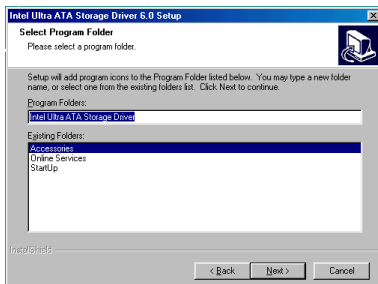 Intel Ultra ATA Storage Driver 6.0 Setup
Select Program Folder
Please select a program folder.
Setup will add program icons to the Program Folder listed below. You may type a new folder
name, or select one from the existing folders list. Click Next to continue.
Program Folders:
Intel Ultra ATA Storage Driver
Existing Folders:
Accessories
Online Services
StartUp
InstallShield
< Back
Next >
Cancel